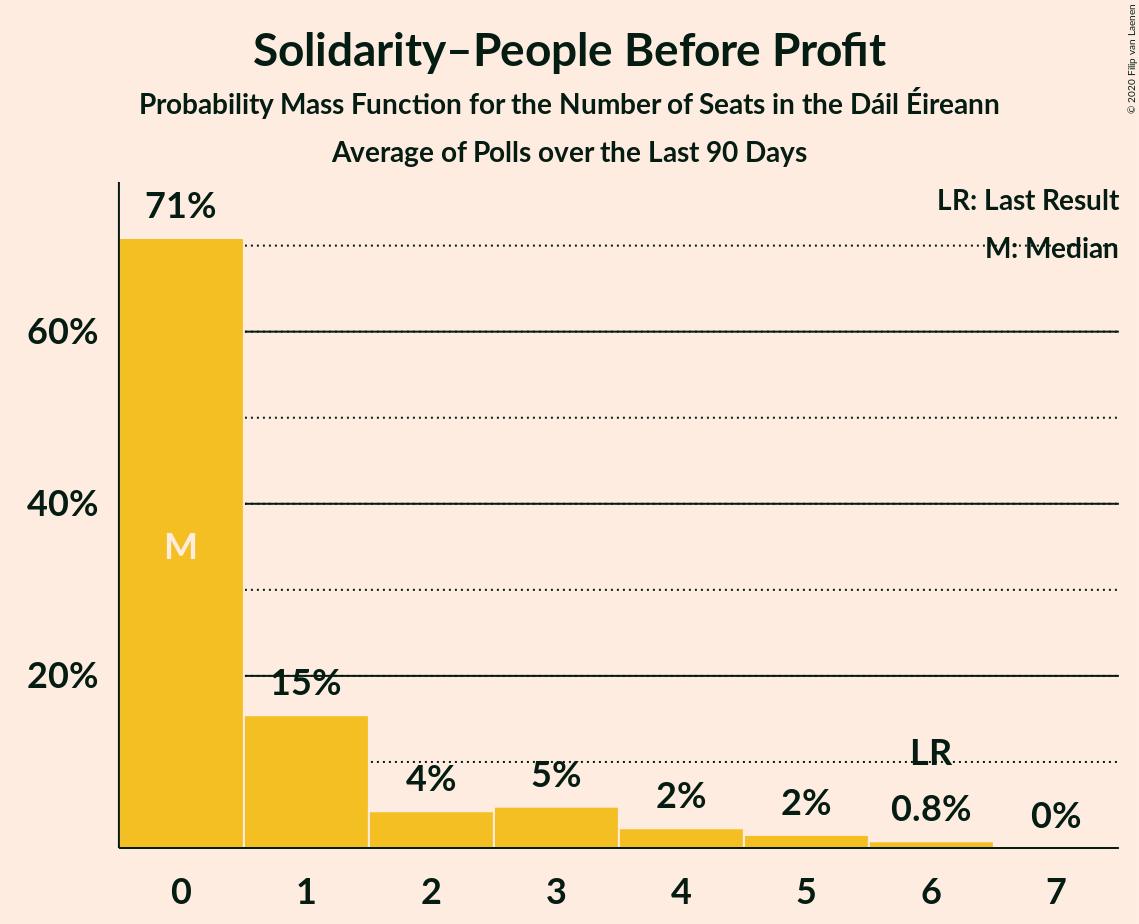 Solidarity–People Before Profit
Probability Mass Function for the Number of Seats in the Dáil Éireann
Average of Polls over the Last 90 Days
© 2020 Filip van Laenen
LR: Last Result
M: Median
71%
60%
40%
20%
M
15%
4%
5%
2%
2%
LR
0.8%
0%
0 1 2 3 4 5 6 7